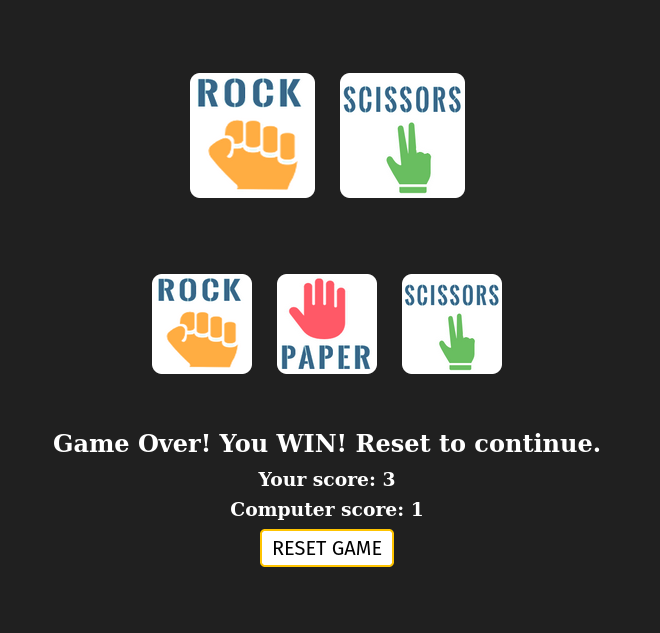 ROCK
SCISSORS
ROCK
PAPER
SCISSORS
Game Over! You WIN! Reset to continue.
Your score: 3
Computer score: 1
RESET GAME